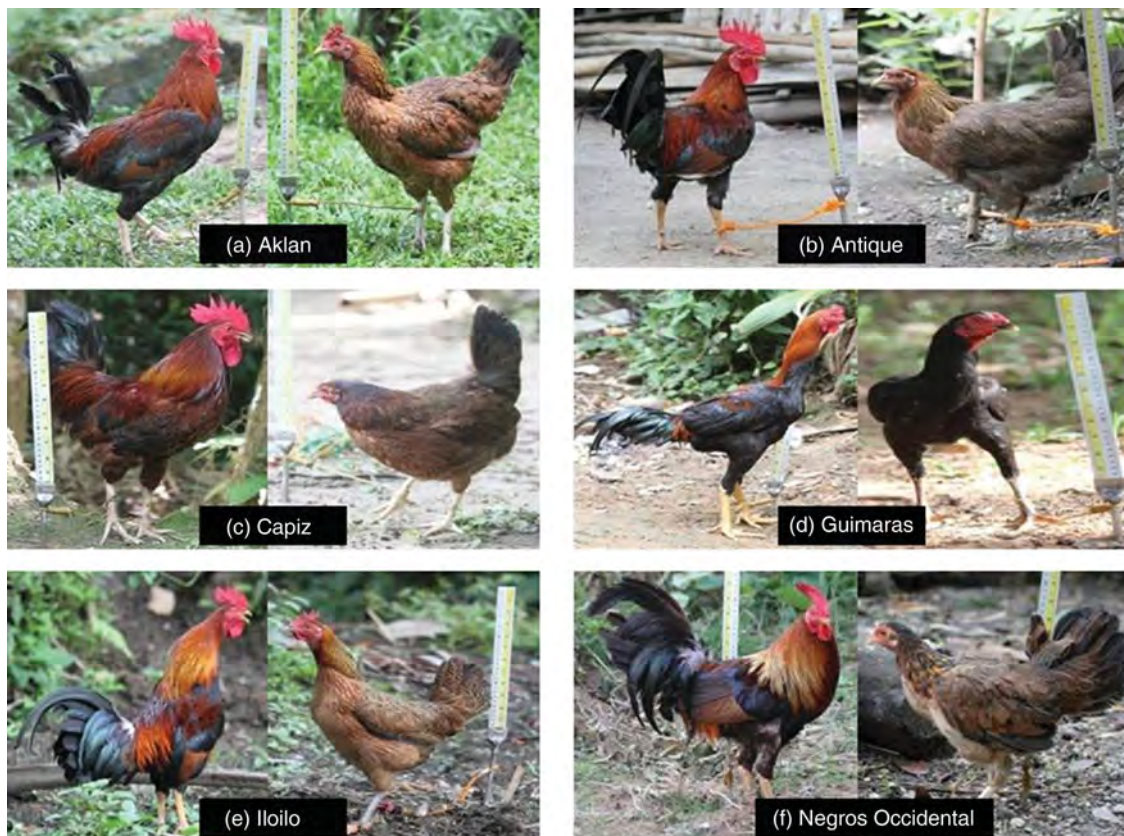 (a) Aklan
(b) Antique
(c) Capiz
(d) Guimaras
(e) Iloilo
(f) Negros Occidental